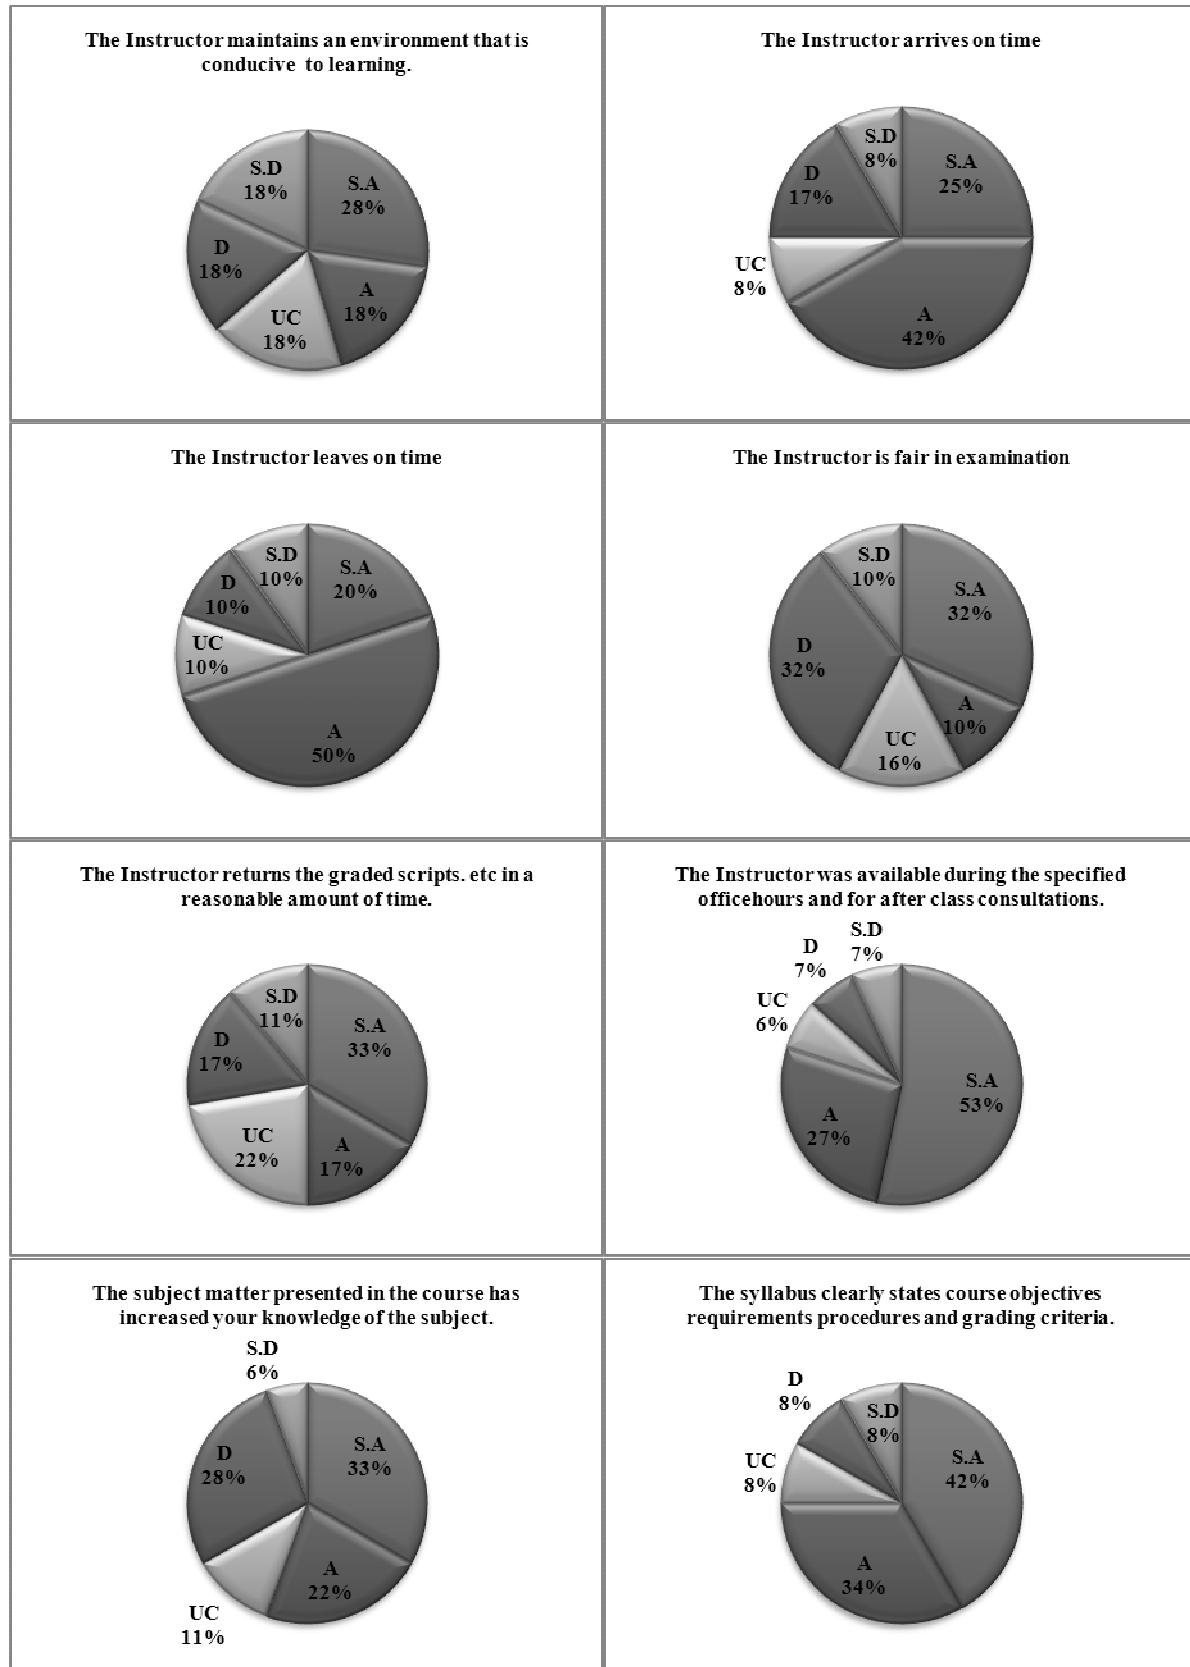 The Instructor maintains an environment that is
conducive to learning.
S.D
18%
S.A
28%
D
18%
A
18%
UC
18%
The Instructor arrives on time
S.D
8%
S.A
25%
D
17%
UC
8%
A
42%
The Instructor leaves on time
S.D
10%
S.A
20%
D
10%
UC
10%
A
50%
The Instructor is fair in examination
S.D
10%
S.A
32%
D
32%
A
10%
UC
16%
The Instructor returns the graded scripts. etc in a
reasonable amount of time.
S.D
11%
S.A
33%
D
17%
UC
22%
A
17%
The Instructor was available during the specified
officehours and for after class consultations.
S.D
7%
D
7%
UC
6%
S.A
53%
A
27%
The subject matter presented in the course has
increased your knowledge of the subject.
S.D
6%
S.A
33%
D
28%
A
22%
UC
11%
The syllabus clearly states course objectives
requirements procedures and grading criteria.
D
8%
S.D
8%
UC
8%
S.A
42%
A
34%